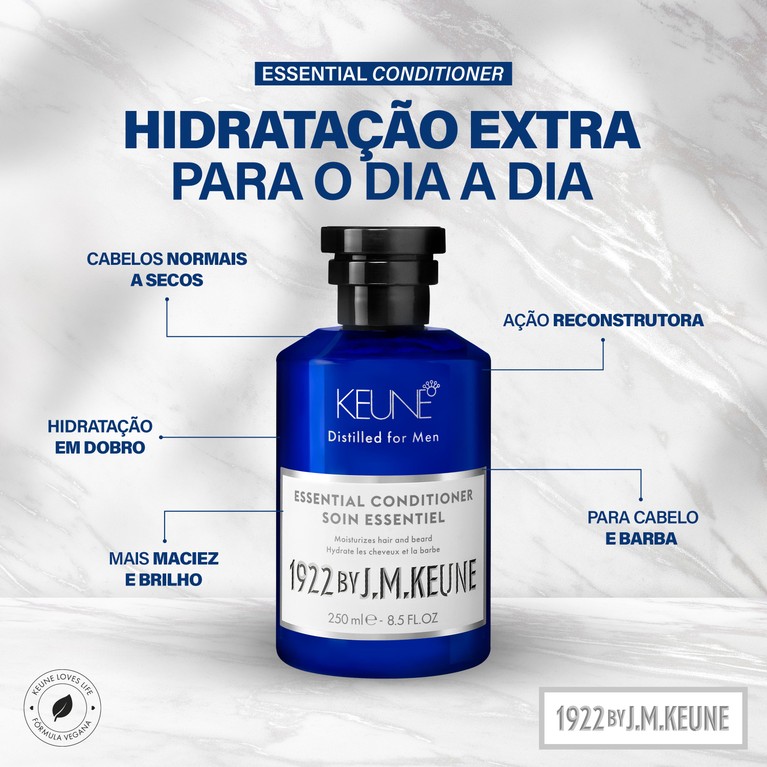 ESSENTIAL CONDITIONER
HIDRATAÇÃO EXTRA
PARA O DIA A DIA
CABELOS NORMAIS
A SECOS
AÇÃO RECONSTRUTORA
HIDRATAÇÃO
EM DOBRO
PARA CABELO
E BARBA
MAIS MACIEZ
E BRILHO
KEUNE
Distilled for Men
ESSENTIAL CONDITIONER
SOIN ESSENTIEL
Moisturizes hair and beard
Hydrate les cheveux et la barbe
1922 BY J.M.KEUNE
250 ml℮ - 8.5 FL.OZ
KEUNE LOVES LIFE
FÓRMULA VEGANA
1922 BY J.M.KEUNE